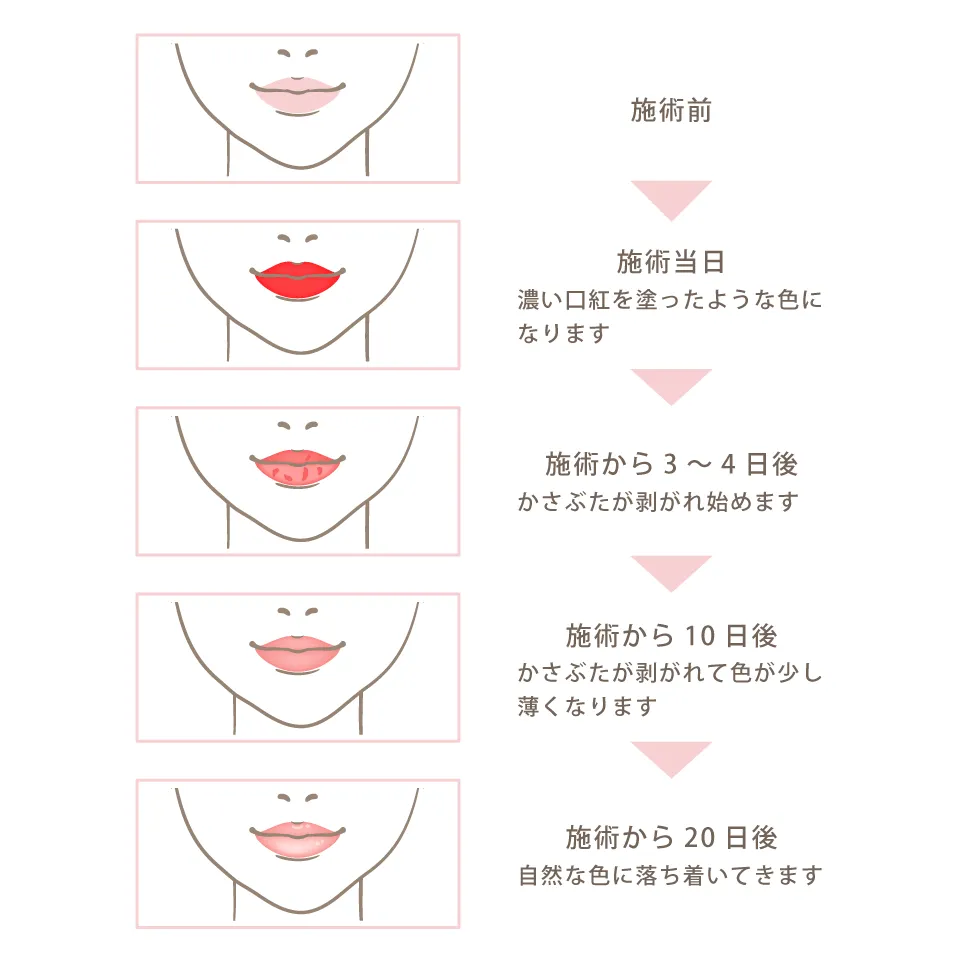 施術前
施術当日
濃い口紅を塗ったような色に
なります
施術から 3 ～ 4 日後
かさぶたが剥がれ始めます
施術から 10 日後
かさぶたが剥がれて色が少し
薄くなります
施術から 20 日後
自然な色に落ち着いてきます